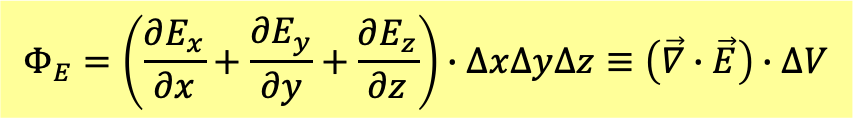 Φ_E = (∂E_x/∂x + ∂E_y/∂y + ∂E_z/∂z) · ΔxΔyΔz ≡ (∇⃗ · E⃗) · ΔV